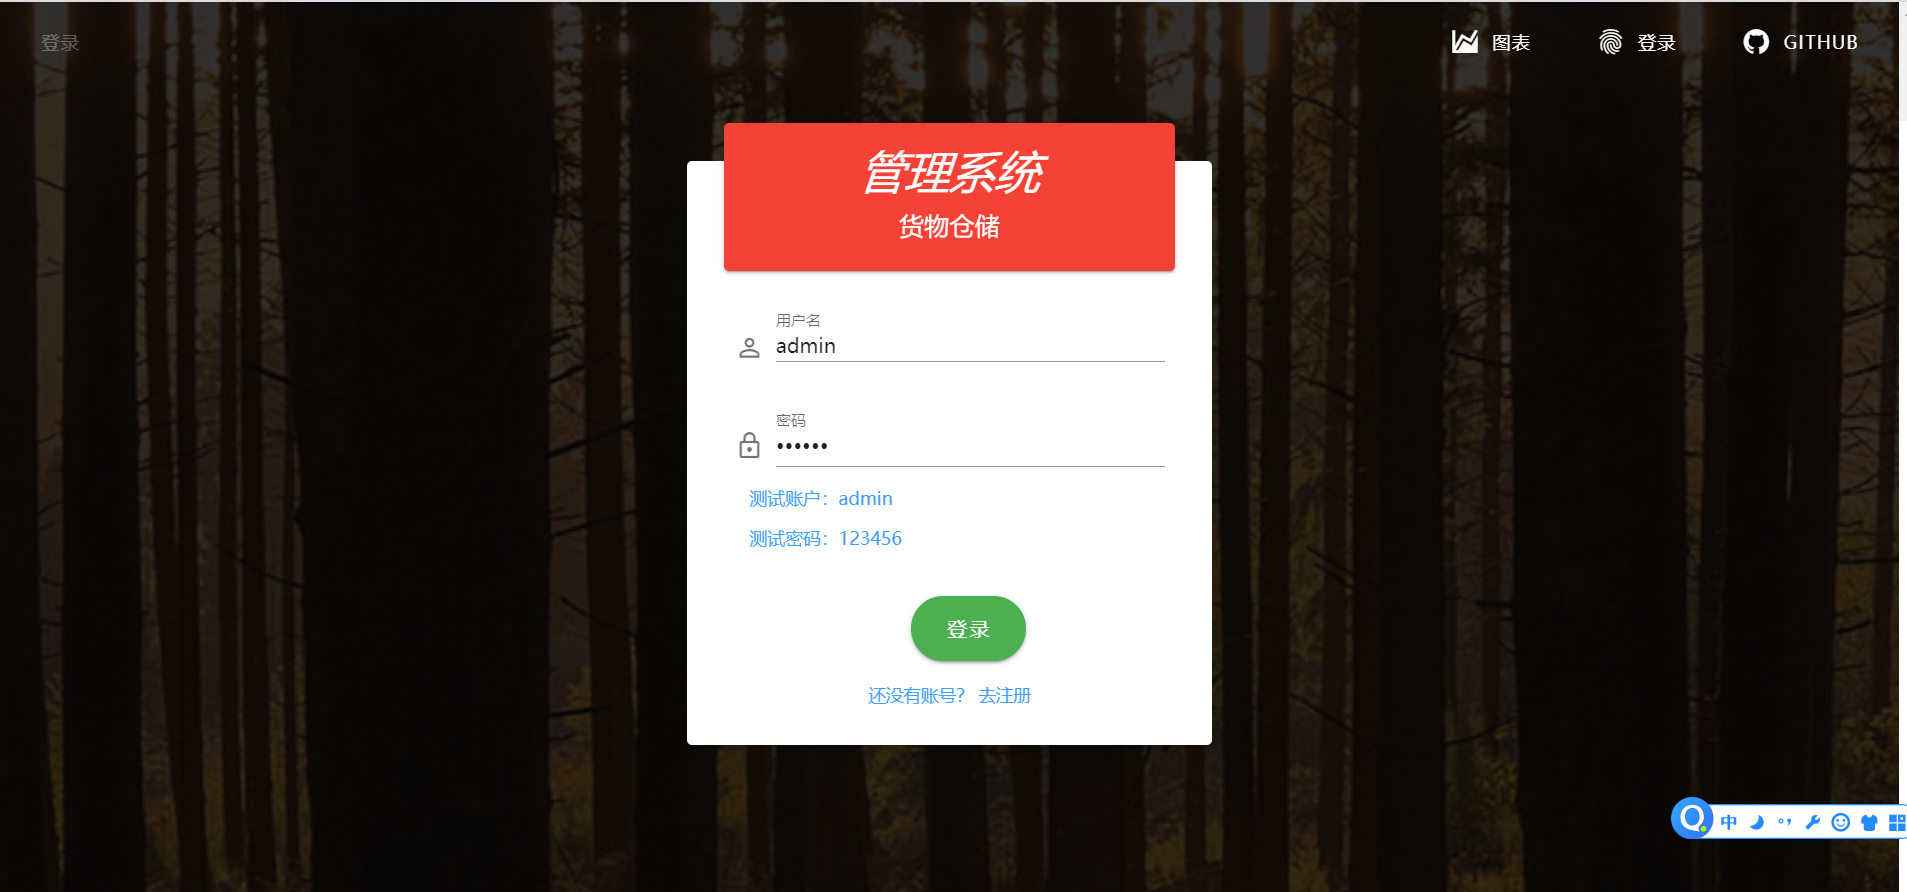 登录
图表
登录
GITHUB
管理系统
货物仓储
用户名
admin
密码
••••••
测试账户：admin
测试密码：123456
登录
还没有账号？ 去注册
中